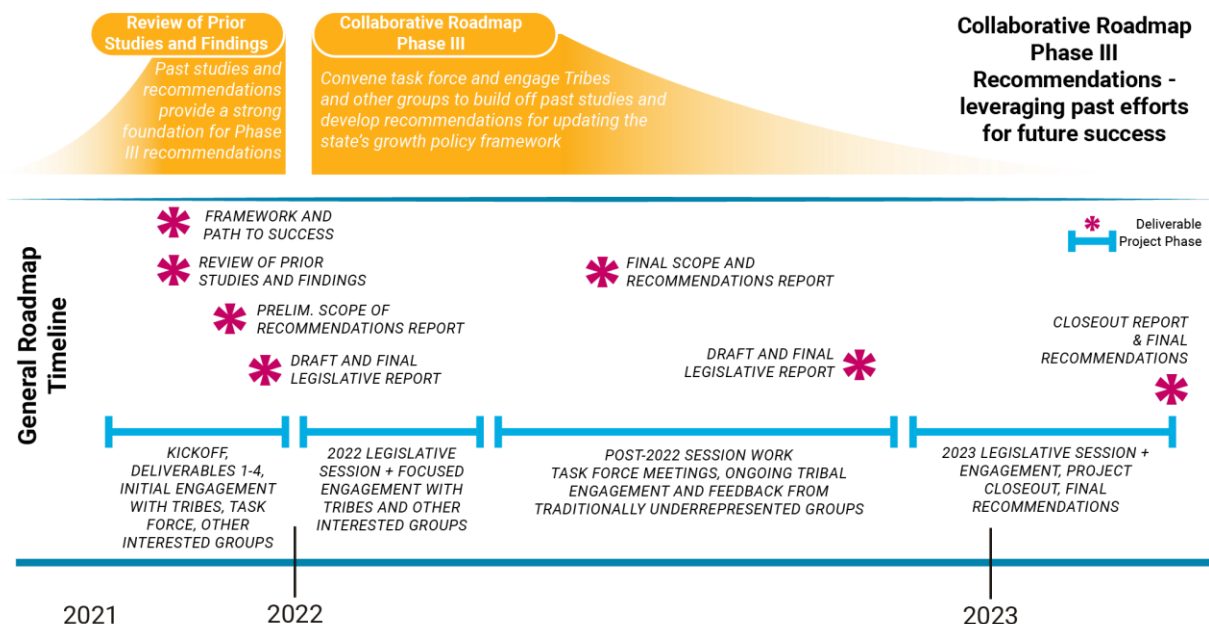 Review of Prior
Studies and Findings
Past studies and
recommendations
provide a strong
foundation for Phase
III recommendations
Collaborative Roadmap
Phase III
Convene task force and engage Tribes
and other groups to build off past studies and
develop recommendations for updating the
state's growth policy framework
Collaborative Roadmap
Phase III
Recommendations -
leveraging past efforts
for future success
General Roadmap
Timeline
FRAMEWORK AND
PATH TO SUCCESS
REVIEW OF PRIOR
STUDIES AND FINDINGS
PRELIM. SCOPE OF
RECOMMENDATIONS REPORT
DRAFT AND FINAL
LEGISLATIVE REPORT
FINAL SCOPE AND
RECOMMENDATIONS REPORT
DRAFT AND FINAL
LEGISLATIVE REPORT
Deliverable
Project Phase
CLOSEOUT REPORT
& FINAL
RECOMMENDATIONS
KICKOFF,
DELIVERABLES 1-4,
INITIAL ENGAGEMENT
WITH TRIBES, TASK
FORCE, OTHER
INTERESTED GROUPS
2022 LEGISLATIVE
SESSION + FOCUSED
ENGAGEMENT WITH
TRIBES AND OTHER
INTERESTED GROUPS
POST-2022 SESSION WORK
TASK FORCE MEETINGS, ONGOING TRIBAL
ENGAGEMENT AND FEEDBACK FROM
TRADITIONALLY UNDERREPRESENTED GROUPS
2023 LEGISLATIVE SESSION +
ENGAGEMENT, PROJECT
CLOSEOUT, FINAL
RECOMMENDATIONS
2021
2022
2023